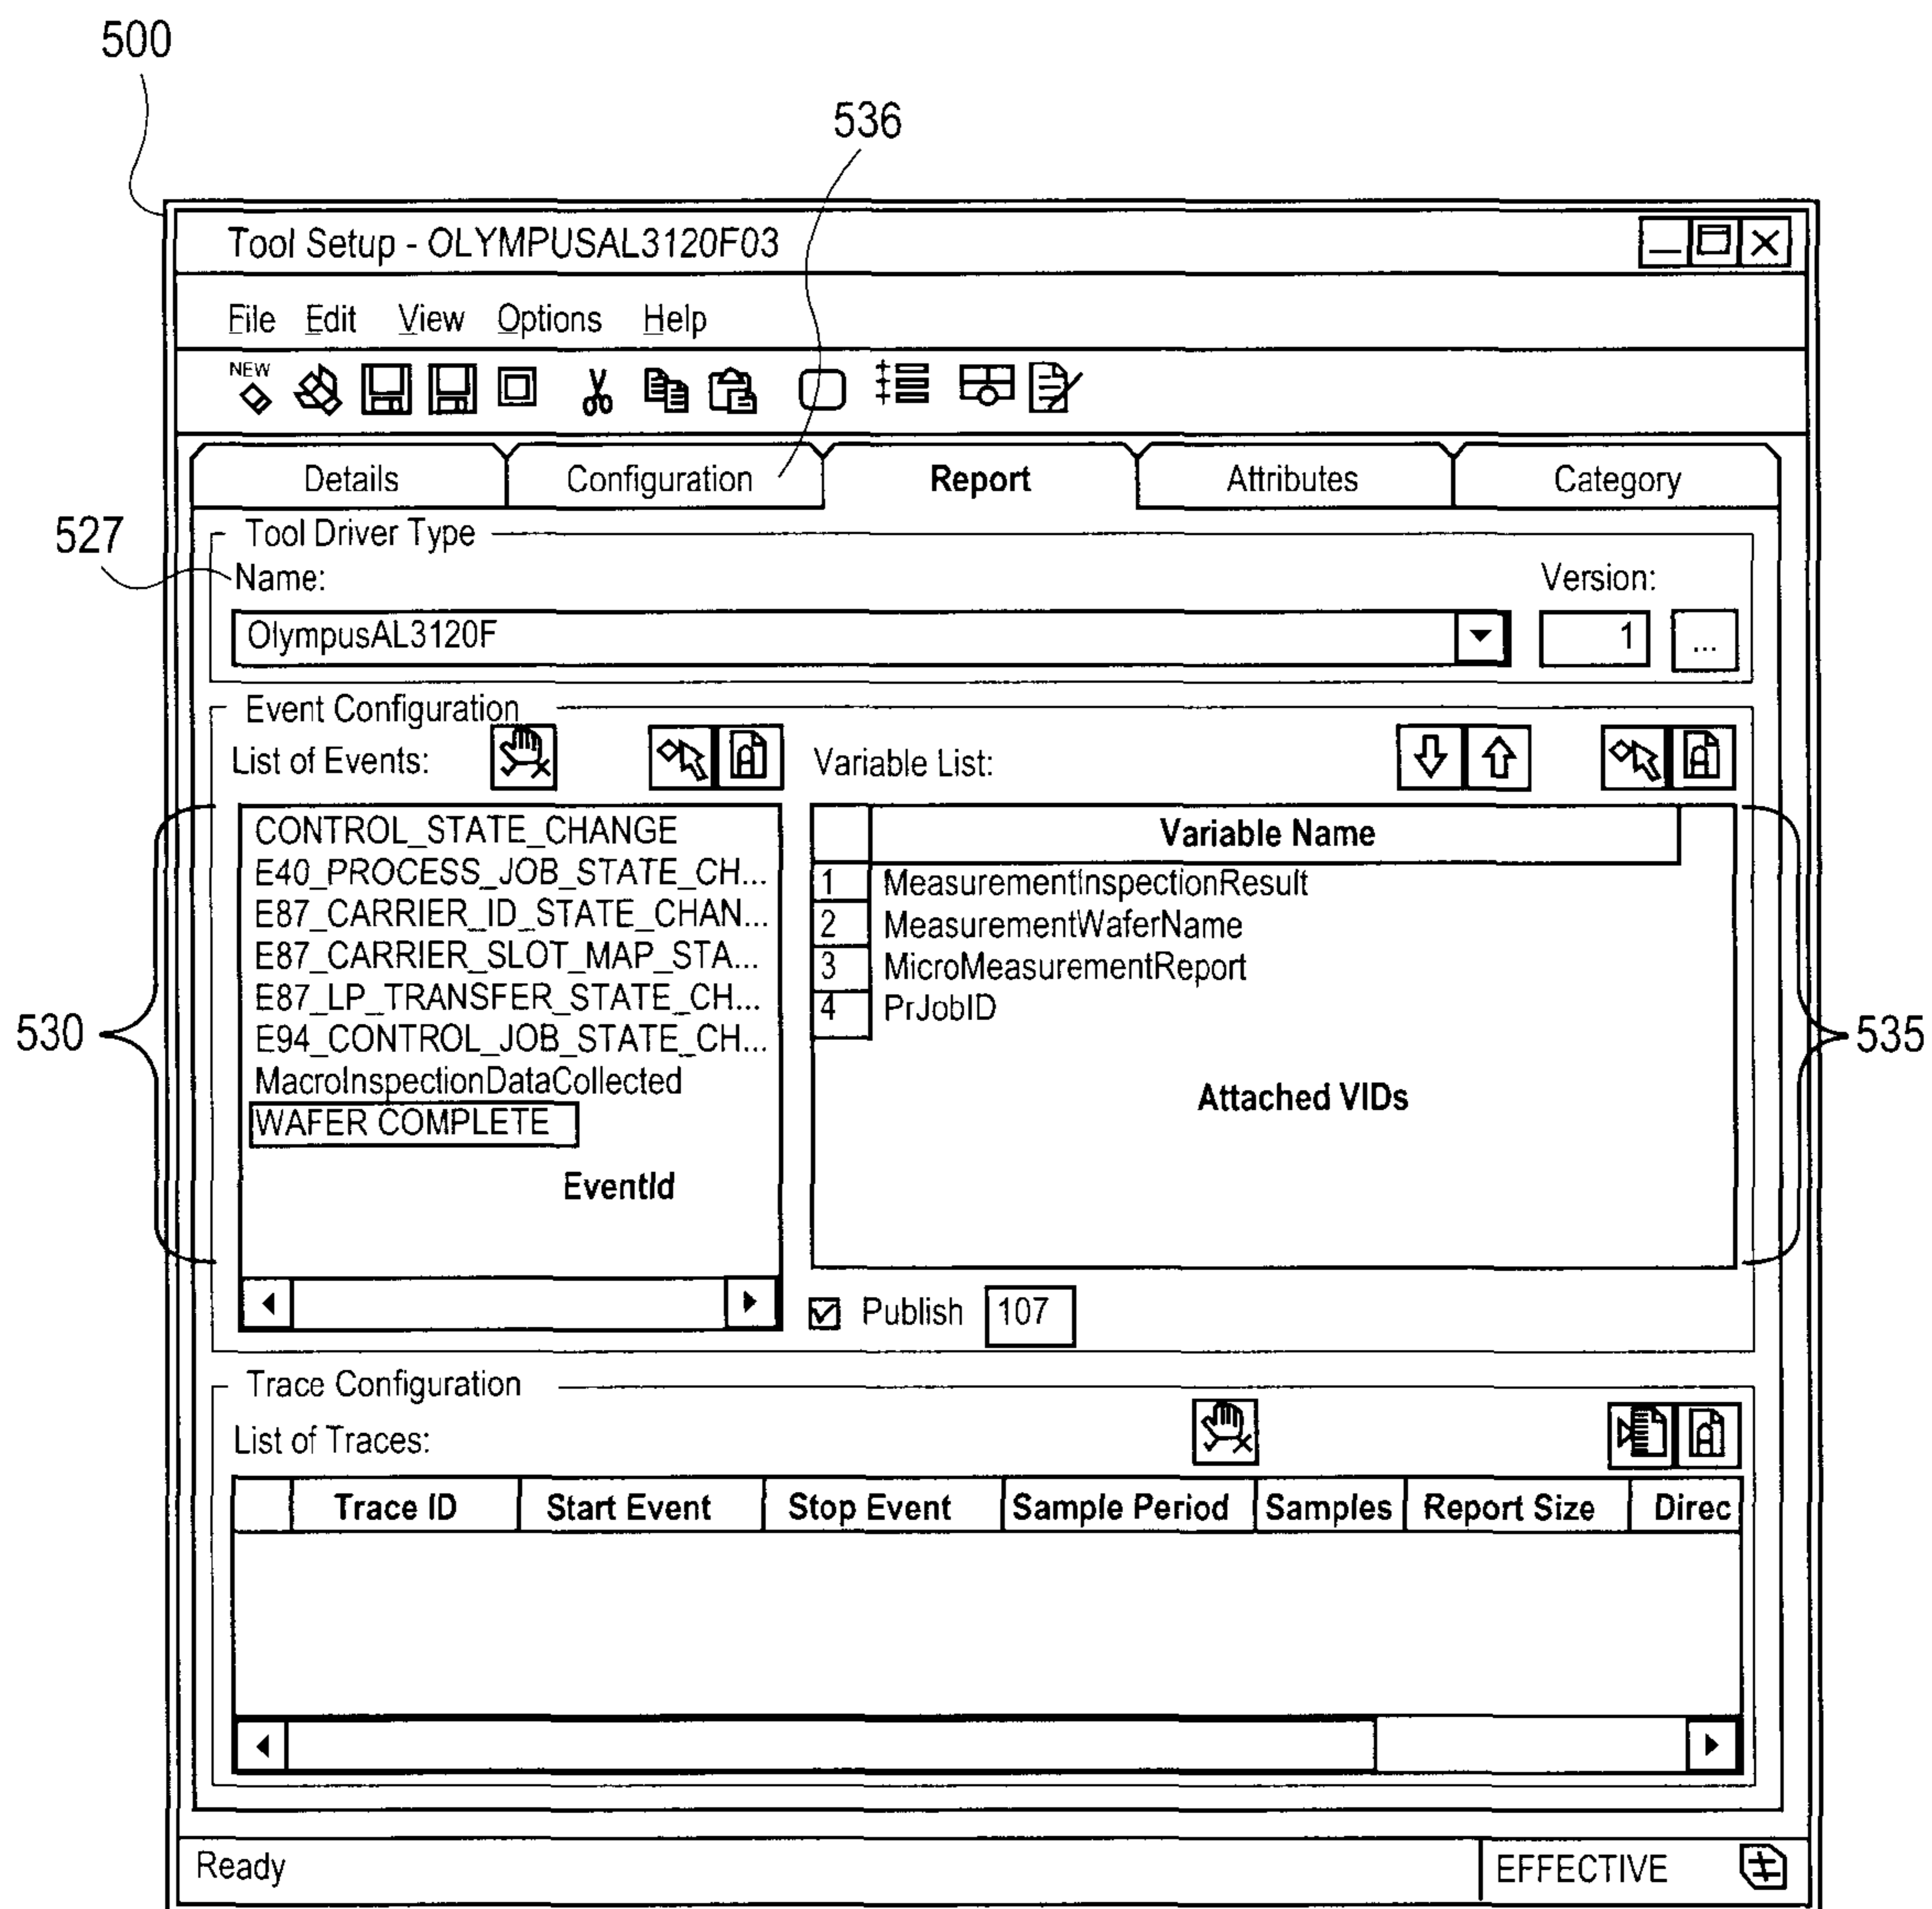 500
536
Tool Setup - OLYMPUSAL3120F03
File Edit View Options Help
NEW
Details Configuration Report Attributes Category
527
Tool Driver Type
Name: Version:
OlympusAL3120F 1 ...
Event Configuration
List of Events: Variable List:
CONTROL_STATE_CHANGE
E40_PROCESS_JOB_STATE_CH...
E87_CARRIER_ID_STATE_CHAN...
E87_CARRIER_SLOT_MAP_STA...
E87_LP_TRANSFER_STATE_CH...
E94_CONTROL_JOB_STATE_CH...
MacroInspectionDataCollected
WAFER COMPLETE
EventId
530
Variable Name
1 MeasurementInspectionResult
2 MeasurementWaferName
3 MicroMeasurementReport
4 PrJobID
Attached VIDs
535
Publish 107
Trace Configuration
List of Traces:
Trace ID Start Event Stop Event Sample Period Samples Report Size Direc
Ready EFFECTIVE